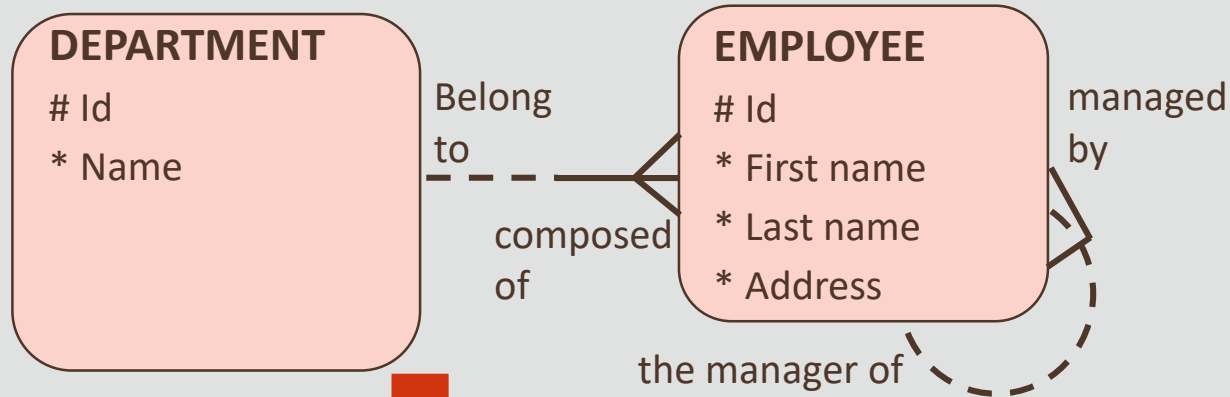 DEPARTMENT
# Id
* Name
Belong
to
composed
of
EMPLOYEE
# Id
* First name
* Last name
* Address
managed
by
the manager of